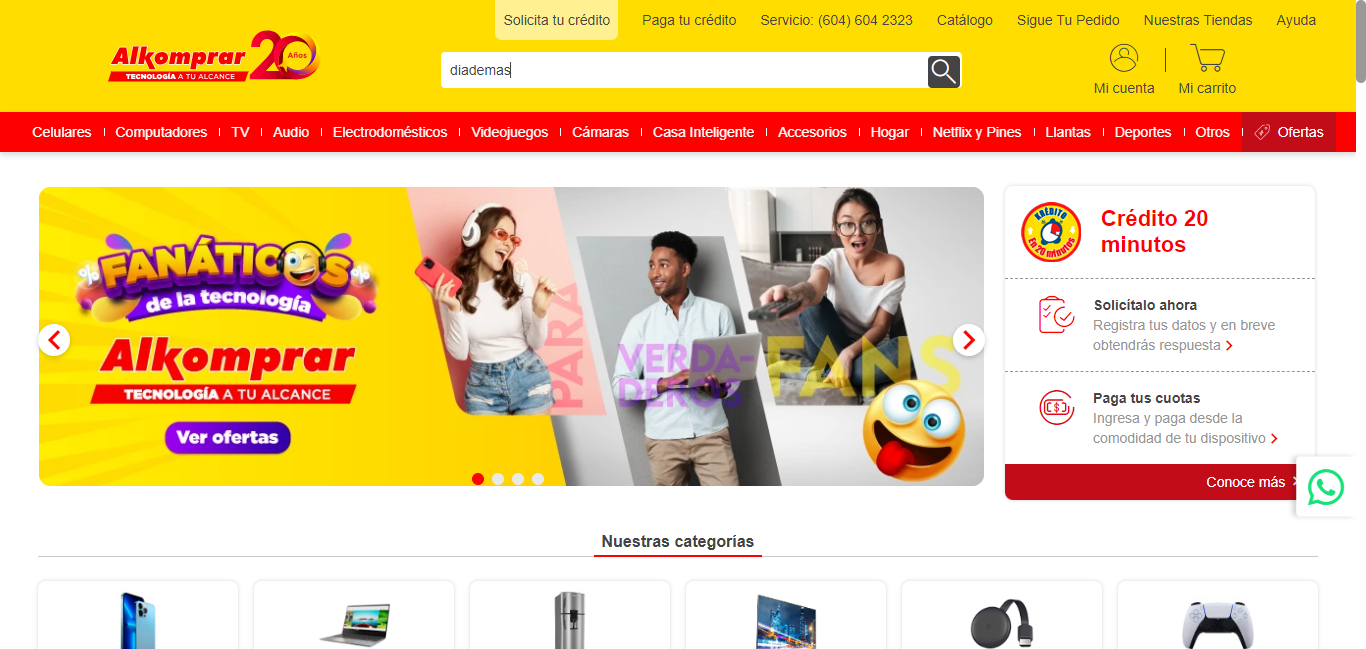 Solicita tu crédito
Paga tu crédito
Servicio: (604) 604 2323
Catálogo
Sigue Tu Pedido
Nuestras Tiendas
Ayuda
Alkomprar 20 Años
TECNOLOGÍA A TU ALCANCE
diademas
Mi cuenta
Mi carrito
Celulares
Computadores
TV
Audio
Electrodomésticos
Videojuegos
Cámaras
Casa Inteligente
Accesorios
Hogar
Netflix y Pines
Llantas
Deportes
Otros
Ofertas
% FANÁTICOS %
de la tecnología
Alkomprar
TECNOLOGÍA A TU ALCANCE
Ver ofertas
PARA
VERDA-
DEROS
FANS
KRÉDITO
En 20 minutos
Crédito 20
minutos
Solicítalo ahora
Registra tus datos y en breve
obtendrás respuesta
Paga tus cuotas
Ingresa y paga desde la
comodidad de tu dispositivo
Conoce más
Nuestras categorías